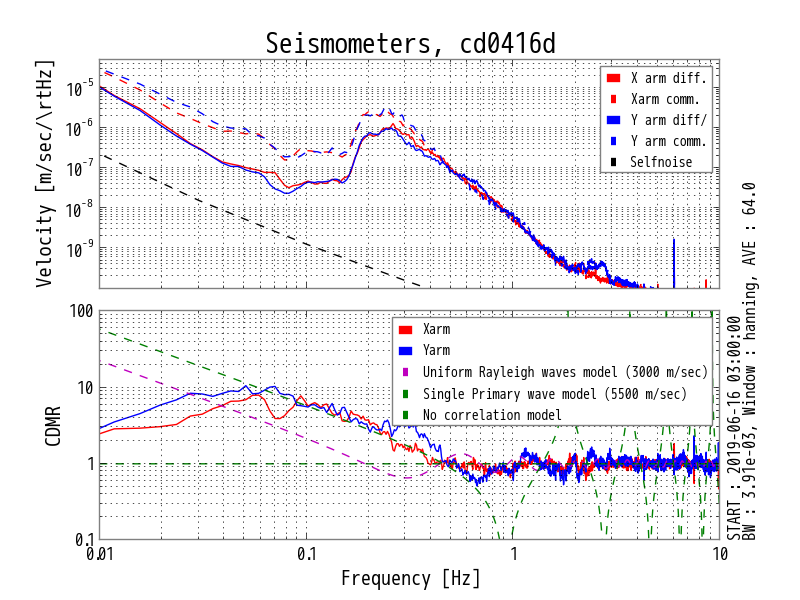 Seismometers, cd0416d
Velocity [m/sec/\rtHz]
10^-5
10^-6
10^-7
10^-8
10^-9
X arm diff.
Xarm comm.
Y arm diff/
Y arm comm.
Selfnoise
CDMR
100
10
1
0.1
Xarm
Yarm
Uniform Rayleigh waves model (3000 m/sec)
Single Primary wave model (5500 m/sec)
No correlation model
0.01
0.1
1
10
Frequency [Hz]
START : 2019-06-16 03:00:00
BW : 3.91e-03, Window : hanning, AVE : 64.0